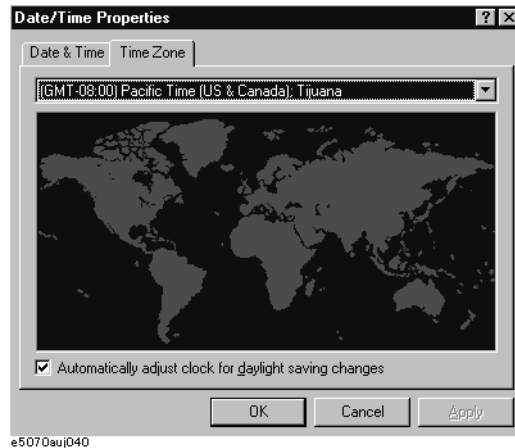 Date/Time Properties
Date & Time Time Zone
(GMT-08:00) Pacific Time (US & Canada); Tijuana
Automatically adjust clock for daylight saving changes
OK Cancel Apply
e5070auj040